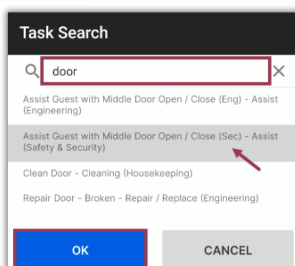 Task Search
door
Assist Guest with Middle Door Open / Close (Eng) - Assist
(Engineering)
Assist Guest with Middle Door Open / Close (Sec) - Assist
(Safety & Security)
Clean Door - Cleaning (Housekeeping)
Repair Door - Broken - Repair / Replace (Engineering)
OK CANCEL